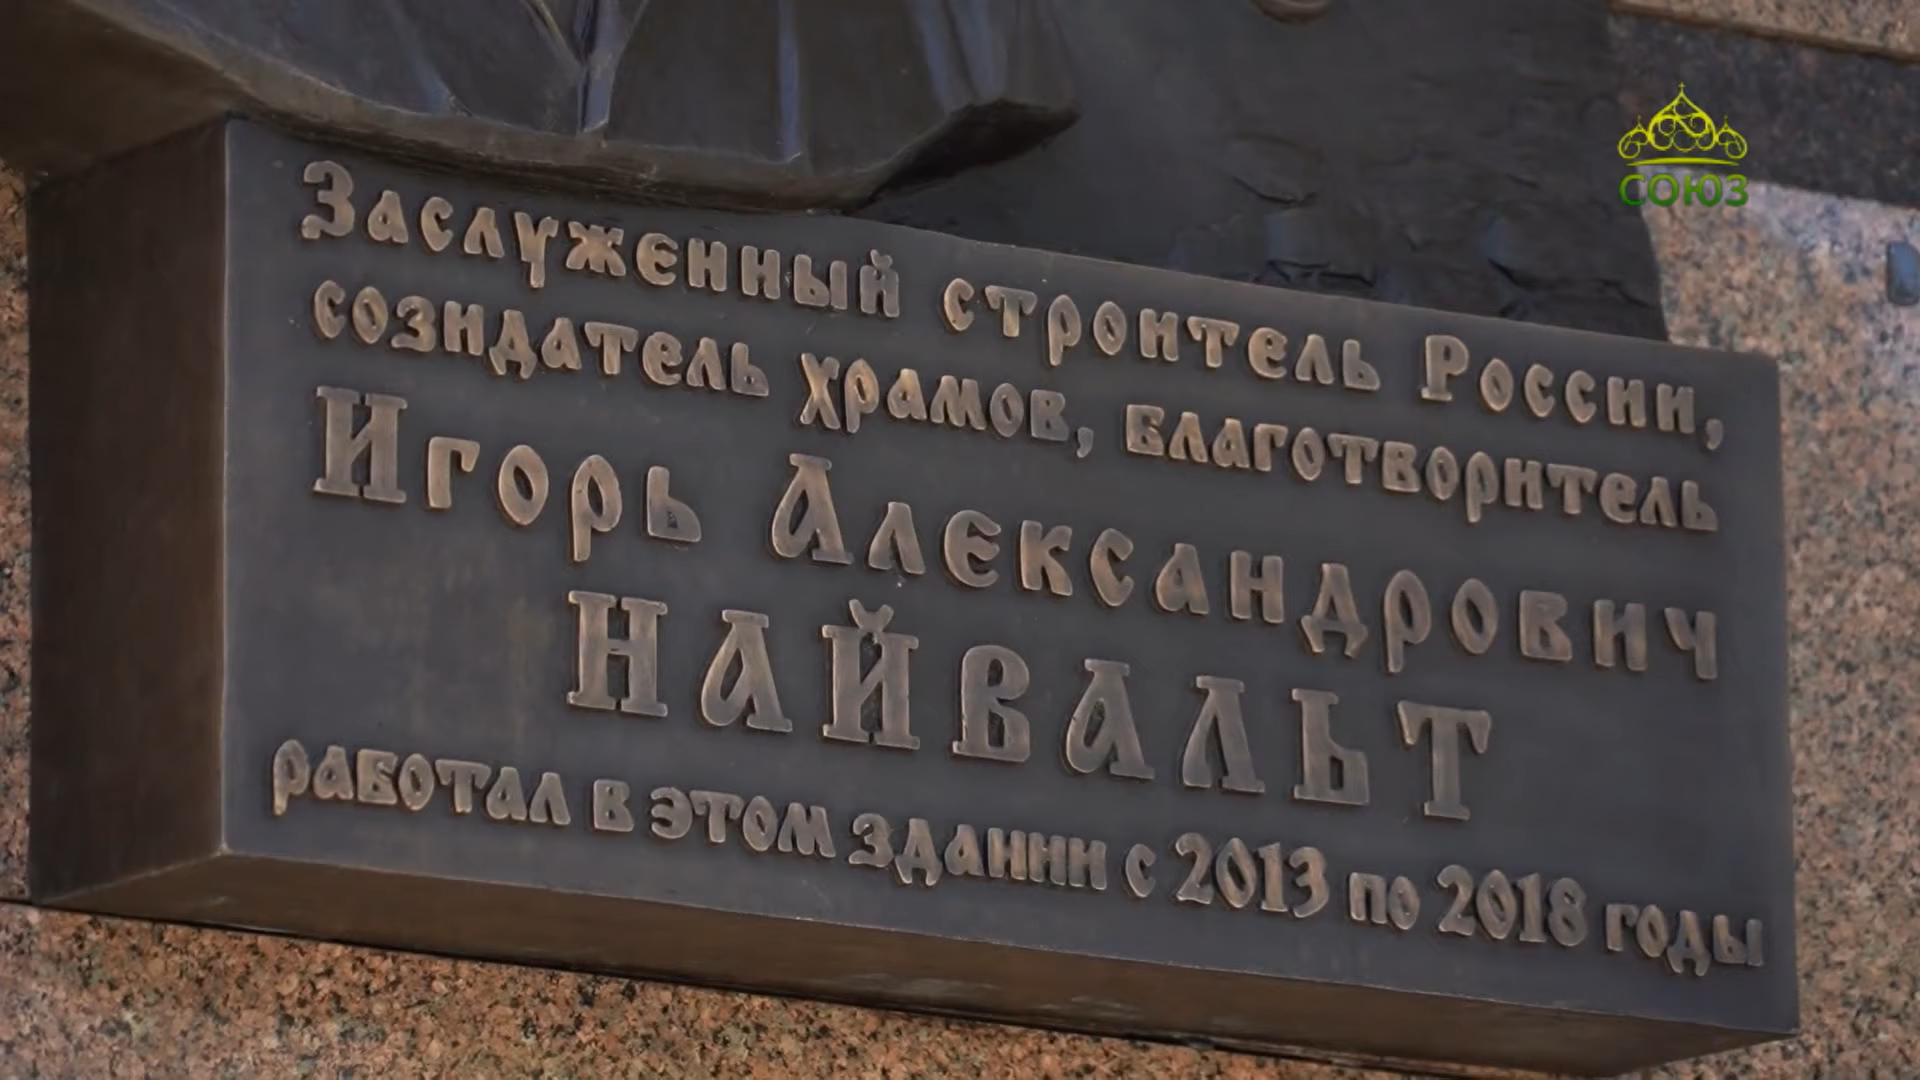 СОЮЗ
Заслуженный строитель России,
созидатель храмов, благотворитель
Игорь Александрович
НАЙВАЛЬТ
работал в этом здании с 2013 по 2018 годы